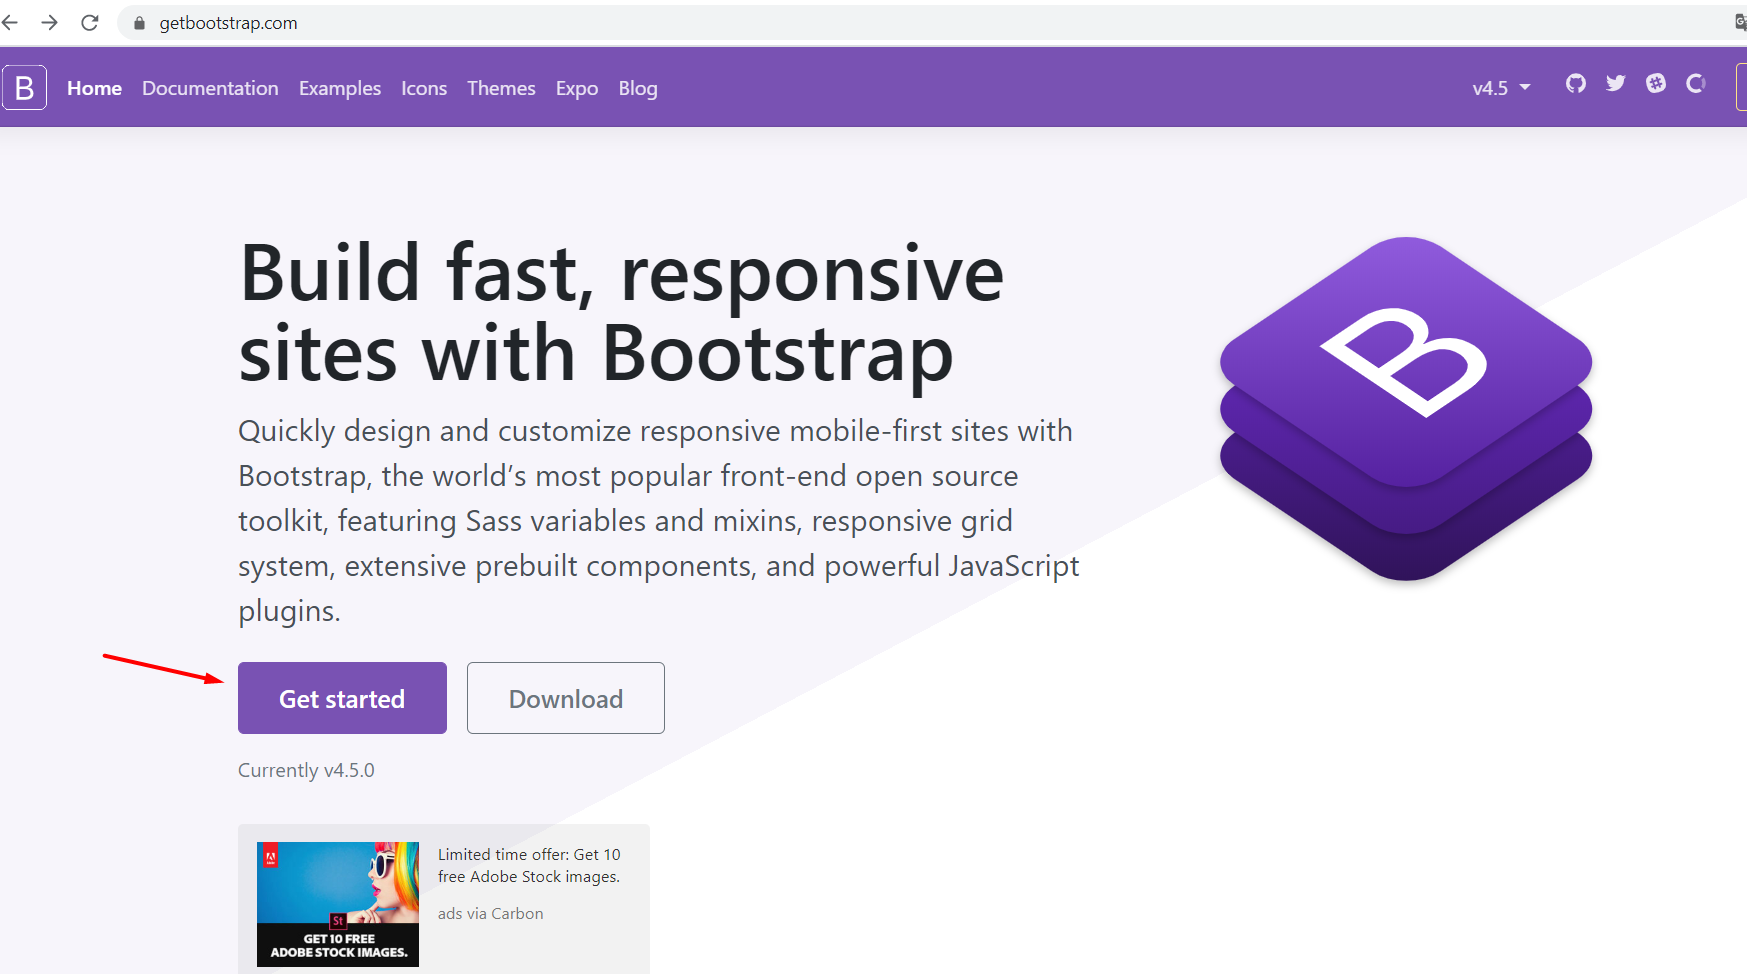 getbootstrap.com
B Home Documentation Examples Icons Themes Expo Blog v4.5
Build fast, responsive
sites with Bootstrap
B
Quickly design and customize responsive mobile-first sites with
Bootstrap, the world’s most popular front-end open source
toolkit, featuring Sass variables and mixins, responsive grid
system, extensive prebuilt components, and powerful JavaScript
plugins.
Get started Download
Currently v4.5.0
Limited time offer: Get 10
free Adobe Stock images.
ads via Carbon
St
GET 10 FREE
ADOBE STOCK IMAGES.